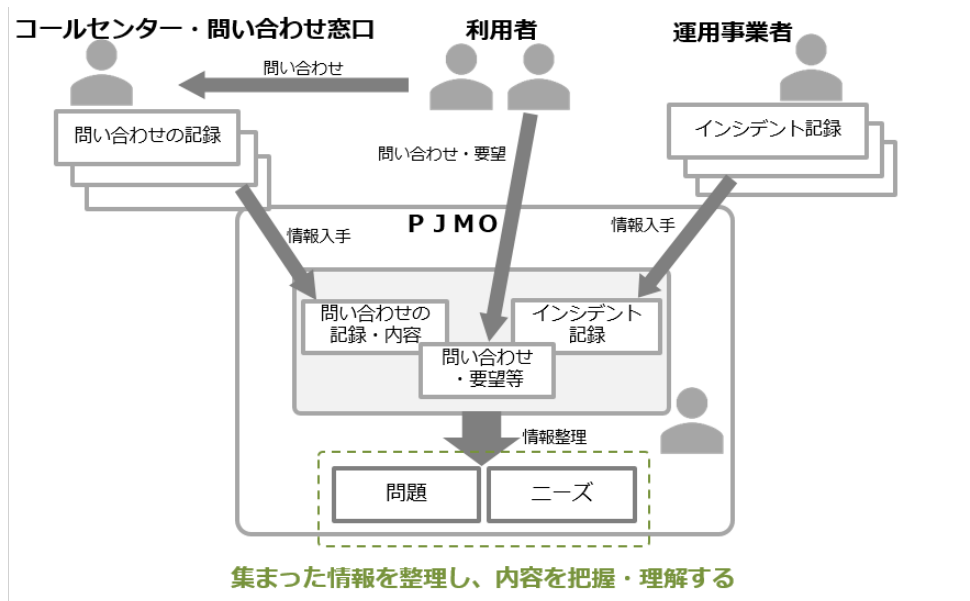 コールセンター・問い合わせ窓口
利用者
運用事業者
問い合わせ
問い合わせの記録
インシデント記録
問い合わせ・要望
情報入手
ＰＪＭＯ
情報入手
問い合わせの
記録・内容
インシデント
記録
問い合わせ
・要望等
情報整理
問題
ニーズ
集まった情報を整理し、内容を把握・理解する